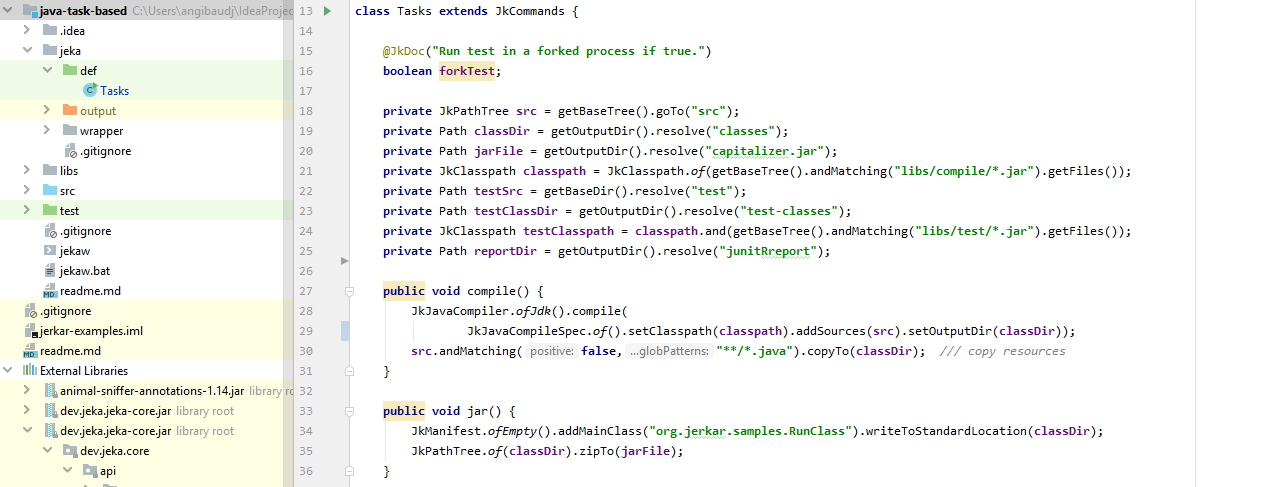 java-task-based C:\Users\angibaudj\IdeaProjec
.idea
jeka
def
Tasks
output
wrapper
.gitignore
libs
src
test
.gitignore
jekaw
jekaw.bat
readme.md
.gitignore
jerkar-examples.iml
readme.md
External Libraries
animal-sniffer-annotations-1.14.jar library ro
dev.jeka.jeka-core.jar library root
dev.jeka.jeka-core.jar library root
dev.jeka.core
api
13 class Tasks extends JkCommands {
14
15 @JkDoc("Run test in a forked process if true.")
16 boolean forkTest;
17
18 private JkPathTree src = getBaseTree().goTo("src");
19 private Path classDir = getOutputDir().resolve("classes");
20 private Path jarFile = getOutputDir().resolve("capitalizer.jar");
21 private JkClasspath classpath = JkClasspath.of(getBaseTree().andMatching("libs/compile/*.jar").getFiles());
22 private Path testSrc = getBaseDir().resolve("test");
23 private Path testClassDir = getOutputDir().resolve("test-classes");
24 private JkClasspath testClasspath = classpath.and(getBaseTree().andMatching("libs/test/*.jar").getFiles());
25 private Path reportDir = getOutputDir().resolve("junitRreport");
26
27 public void compile() {
28 JkJavaCompiler.ofJdk().compile(
29 JkJavaCompileSpec.of().setClasspath(classpath).addSources(src).setOutputDir(classDir));
30 src.andMatching( positive: false, ...globPatterns: "**/*.java").copyTo(classDir); /// copy resources
31 }
32
33 public void jar() {
34 JkManifest.ofEmpty().addMainClass("org.jerkar.samples.RunClass").writeToStandardLocation(classDir);
35 JkPathTree.of(classDir).zipTo(jarFile);
36 }